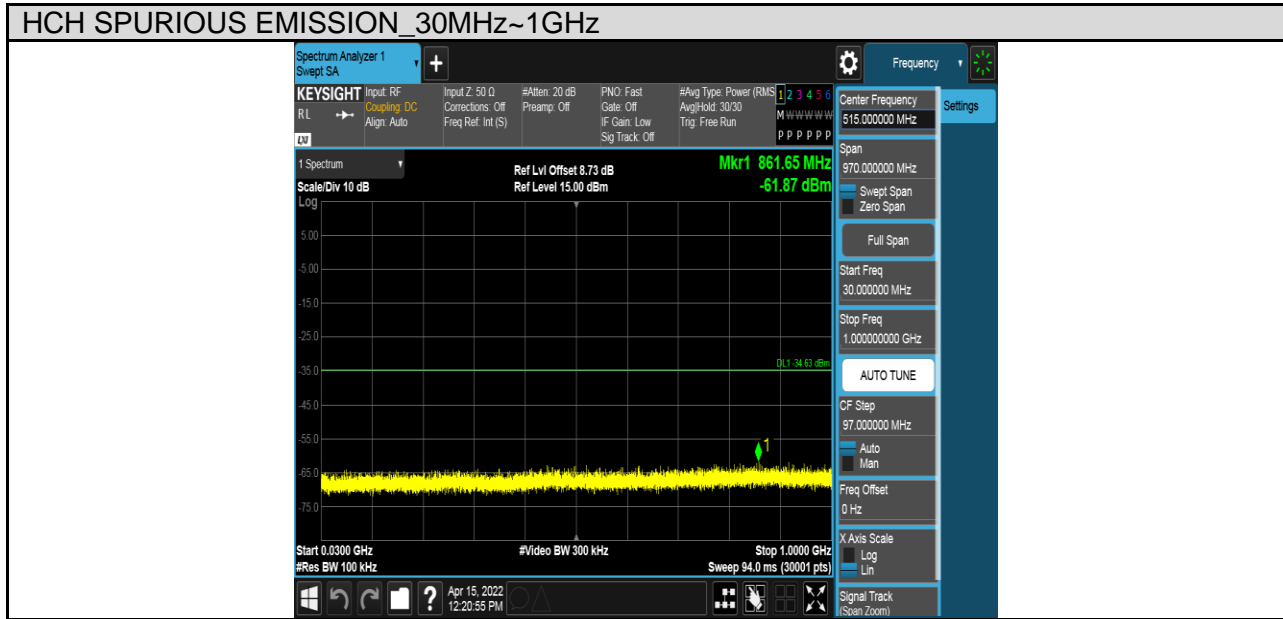 HCH SPURIOUS EMISSION_30MHz~1GHz
Spectrum Analyzer 1
Swept SA
Frequency
KEYSIGHT
RL
LXI
Input: RF
Coupling: DC
Align: Auto
Input Z: 50 Ω
Corrections: Off
Freq Ref: Int (S)
#Atten: 20 dB
Preamp: Off
PNO: Fast
Gate: Off
IF Gain: Low
Sig Track: Off
#Avg Type: Power (RMS
Avg|Hold: 30/30
Trig: Free Run
1 2 3 4 5 6
M W W W W W
P P P P P P
1 Spectrum
Scale/Div 10 dB
Ref Lvl Offset 8.73 dB
Ref Level 15.00 dBm
Mkr1 861.65 MHz
-61.87 dBm
Log
5.00
-5.00
-15.0
-25.0
-35.0
-45.0
-55.0
-65.0
-75.0
DL1 -34.63 dBm
1
Start 0.0300 GHz
#Res BW 100 kHz
#Video BW 300 kHz
Stop 1.0000 GHz
Sweep 94.0 ms (30001 pts)
?
Apr 15, 2022
12:20:55 PM
Center Frequency
515.000000 MHz
Settings
Span
970.000000 MHz
Swept Span
Zero Span
Full Span
Start Freq
30.000000 MHz
Stop Freq
1.000000000 GHz
AUTO TUNE
CF Step
97.000000 MHz
Auto
Man
Freq Offset
0 Hz
X Axis Scale
Log
Lin
Signal Track
(Span Zoom)